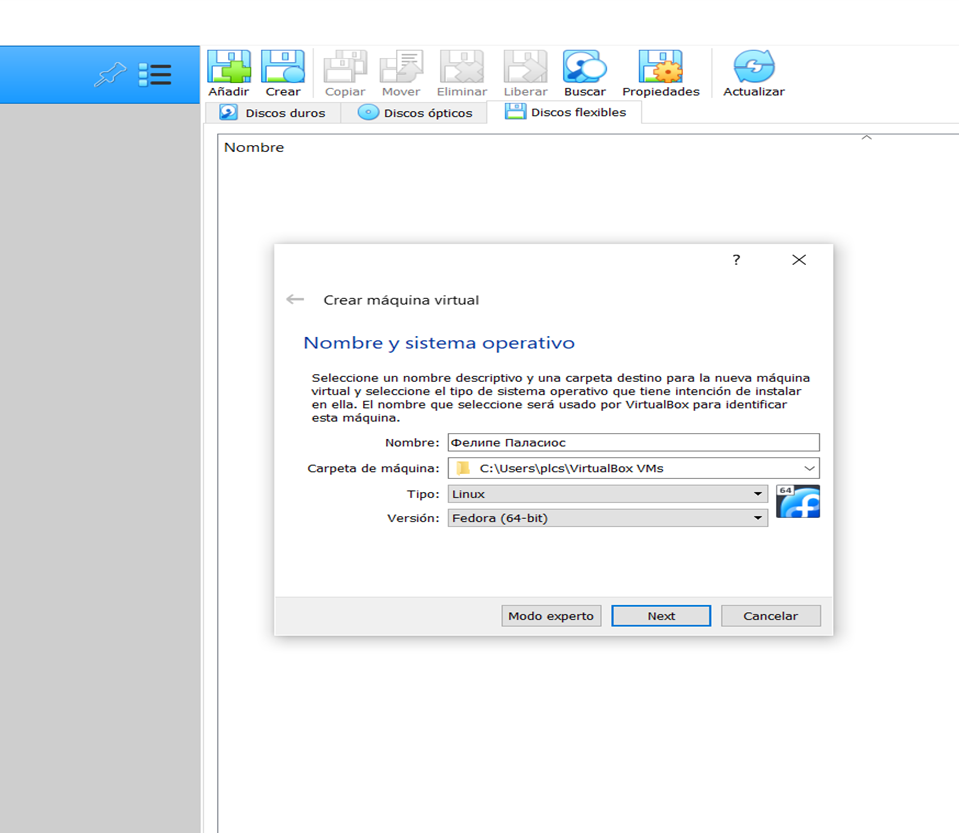 Añadir Crear Copiar Mover Eliminar Liberar Buscar Propiedades Actualizar
Discos duros Discos ópticos Discos flexibles
Nombre
?
Crear máquina virtual
Nombre y sistema operativo
Seleccione un nombre descriptivo y una carpeta destino para la nueva máquina
virtual y seleccione el tipo de sistema operativo que tiene intención de instalar
en ella. El nombre que seleccione será usado por VirtualBox para identificar
esta máquina.
Nombre: Фелипе Паласиос
Carpeta de máquina: C:\Users\plcs\VirtualBox VMs
Tipo: Linux
64
Versión: Fedora (64-bit)
Modo experto Next Cancelar